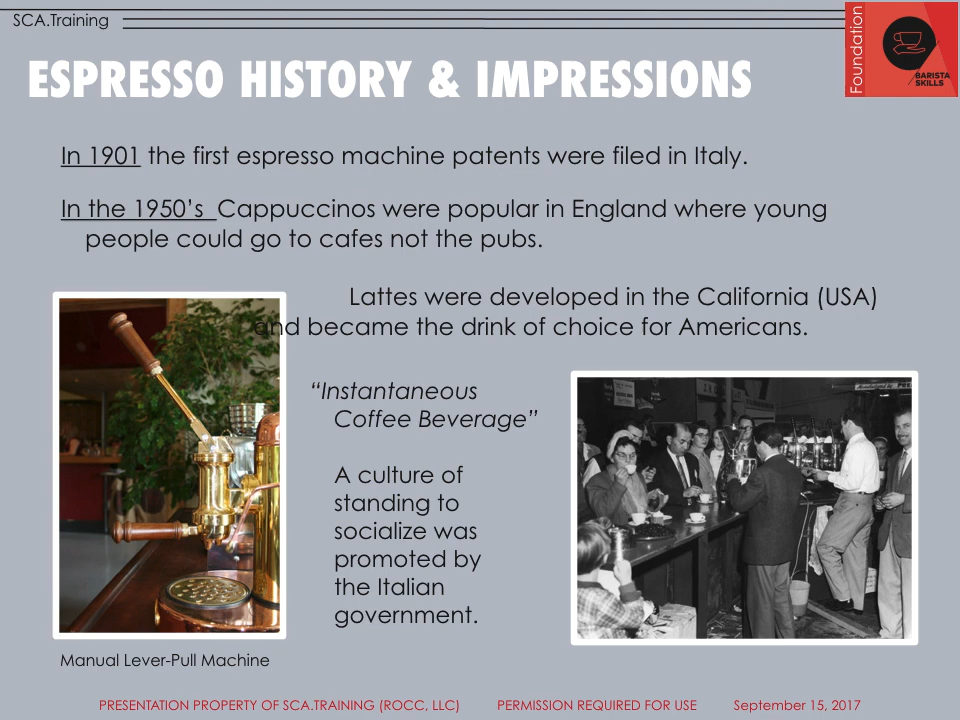 SCA.Training
Foundation
BARISTA
SKILLS
ESPRESSO HISTORY & IMPRESSIONS
In 1901 the first espresso machine patents were filed in Italy.
In the 1950’s Cappuccinos were popular in England where young
people could go to cafes not the pubs.
Lattes were developed in the California (USA)
and became the drink of choice for Americans.
“Instantaneous
Coffee Beverage”
A culture of
standing to
socialize was
promoted by
the Italian
government.
Manual Lever-Pull Machine
PRESENTATION PROPERTY OF SCA.TRAINING (ROCC, LLC) PERMISSION REQUIRED FOR USE September 15, 2017